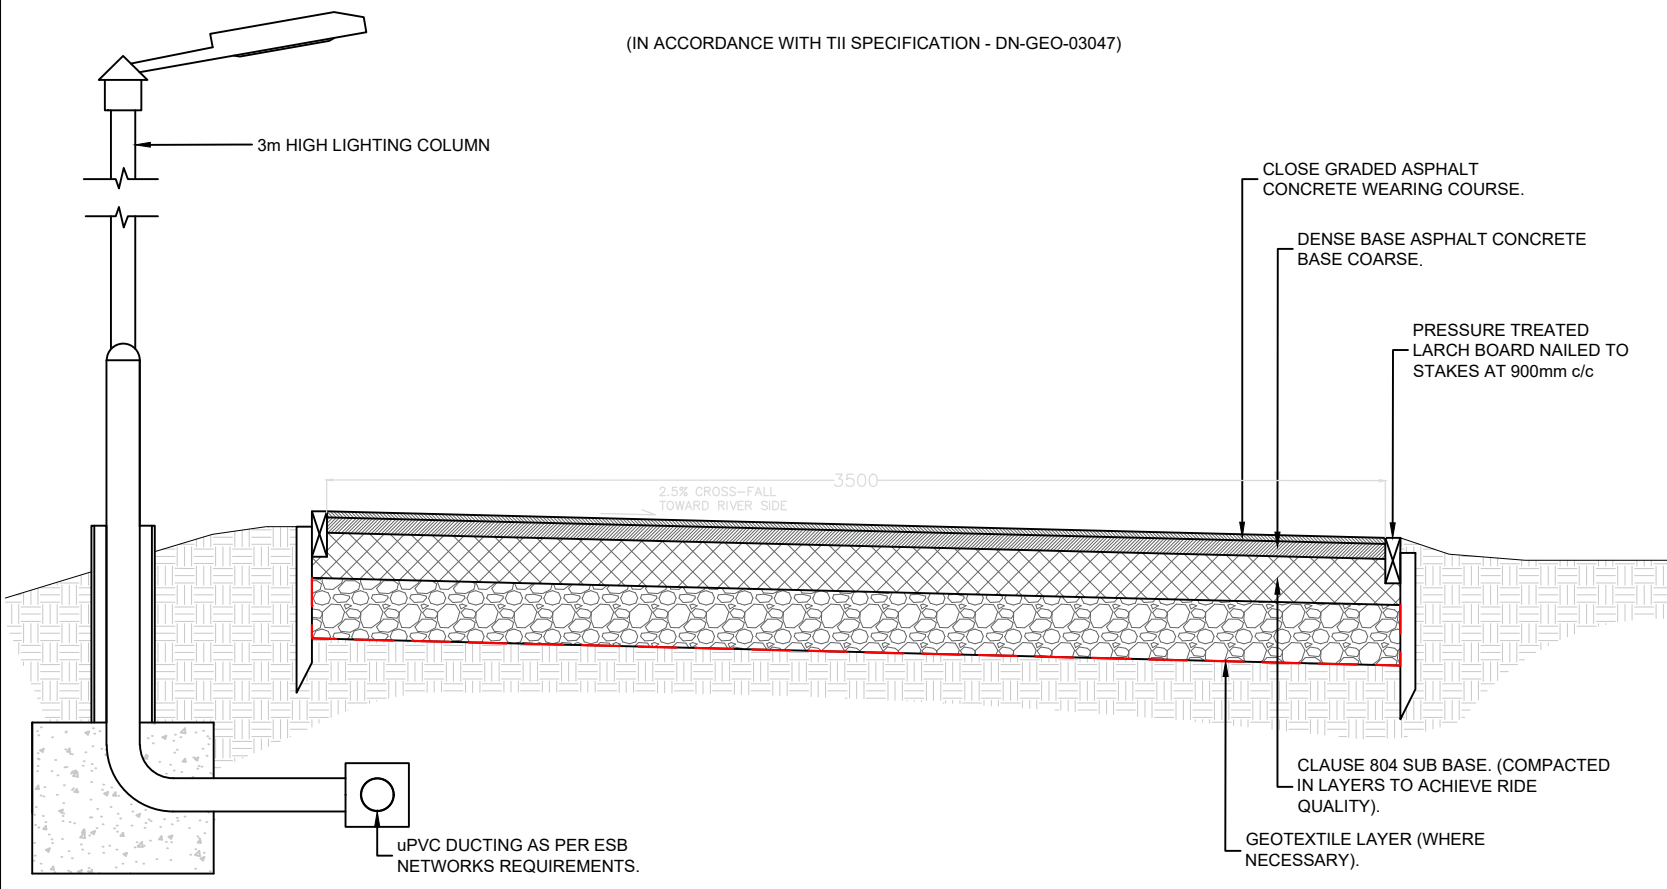 (IN ACCORDANCE WITH TII SPECIFICATION - DN-GEO-03047)
3m HIGH LIGHTING COLUMN
CLOSE GRADED ASPHALT
CONCRETE WEARING COURSE.
DENSE BASE ASPHALT CONCRETE
BASE COARSE.
PRESSURE TREATED
LARCH BOARD NAILED TO
STAKES AT 900mm c/c
3500
2.5% CROSS-FALL
TOWARD RIVER SIDE
CLAUSE 804 SUB BASE. (COMPACTED
IN LAYERS TO ACHIEVE RIDE
QUALITY).
GEOTEXTILE LAYER (WHERE
NECESSARY).
uPVC DUCTING AS PER ESB
NETWORKS REQUIREMENTS.